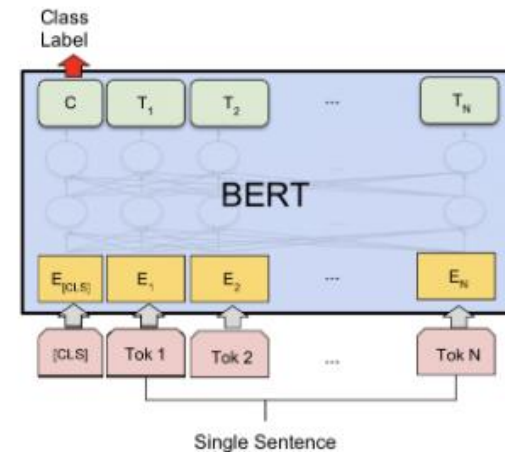 Class
Label
C T1 T2 ... TN
BERT
E[CLS] E1 E2 ... EN
[CLS] Tok 1 Tok 2 ... Tok N
Single Sentence